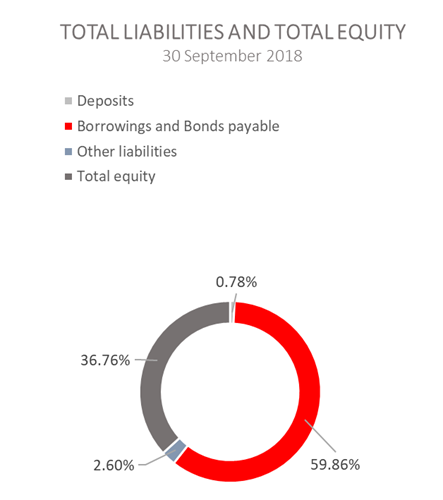 TOTAL LIABILITIES AND TOTAL EQUITY
30 September 2018
Deposits
Borrowings and Bonds payable
Other liabilities
Total equity
0.78%
36.76%
2.60%
59.86%